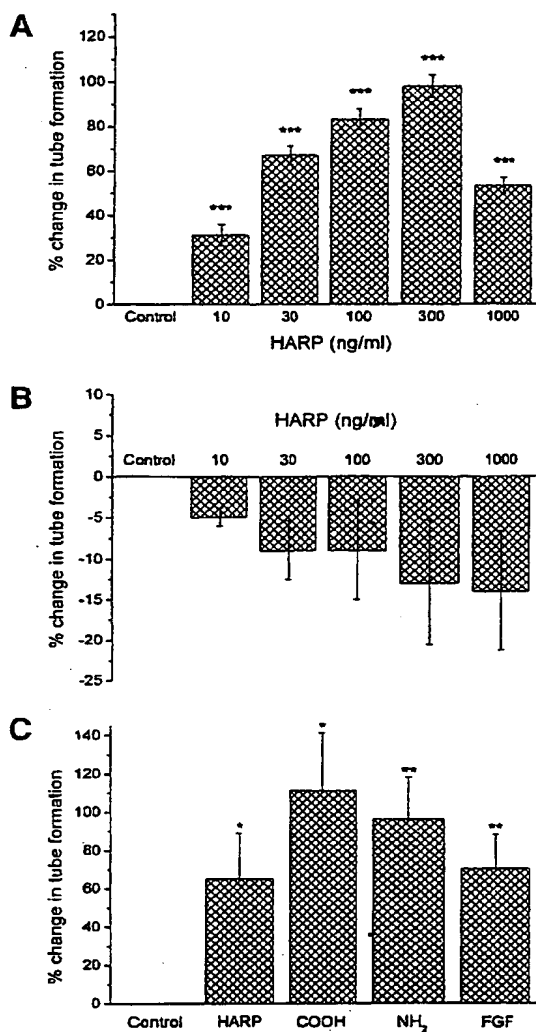 A
% change in tube formation
120
100
80
60
40
20
0
***
***
***
***
***
Control 10 30 100 300 1000
HARP (ng/ml)
B
% change in tube formation
10
5
0
-5
-10
-15
-20
-25
HARP (ng/ml)
Control 10 30 100 300 1000
C
% change in tube formation
140
120
100
80
60
40
20
0
*
*
**
**
Control HARP COOH NH₂ FGF